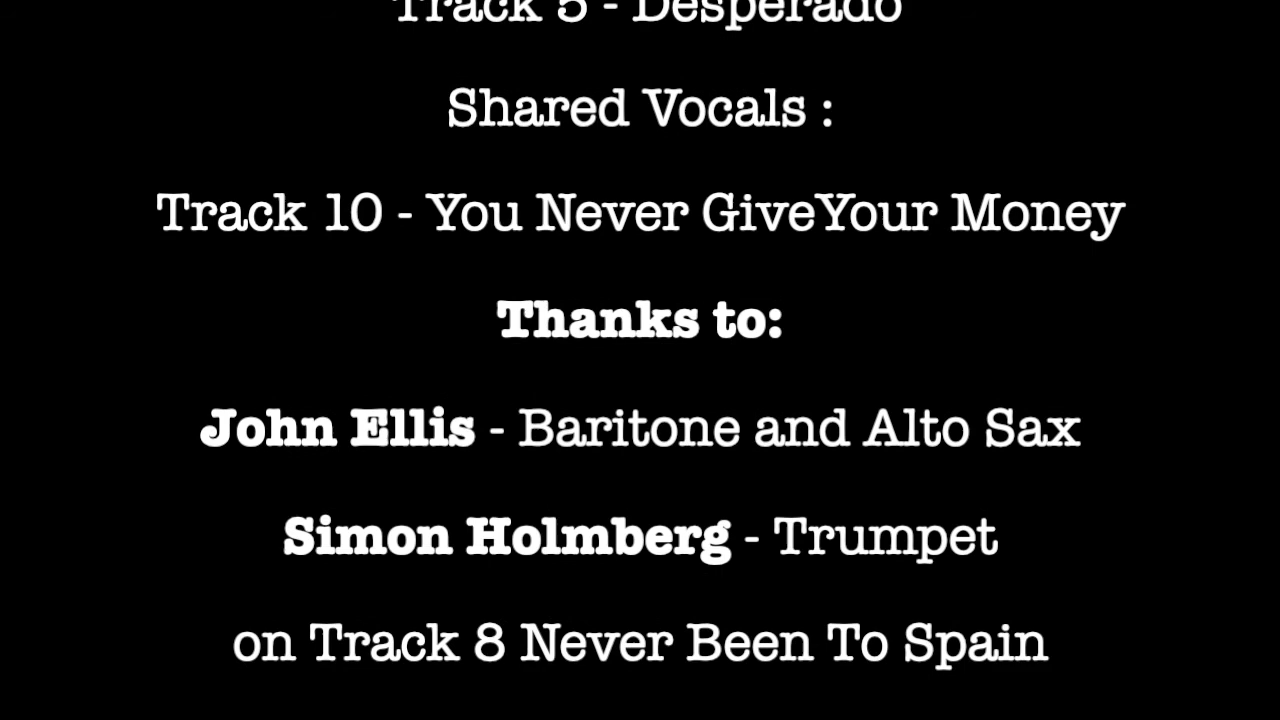 Track 5 - Desperado
Shared Vocals :
Track 10 - You Never GiveYour Money
Thanks to:
John Ellis - Baritone and Alto Sax
Simon Holmberg - Trumpet
on Track 8 Never Been To Spain